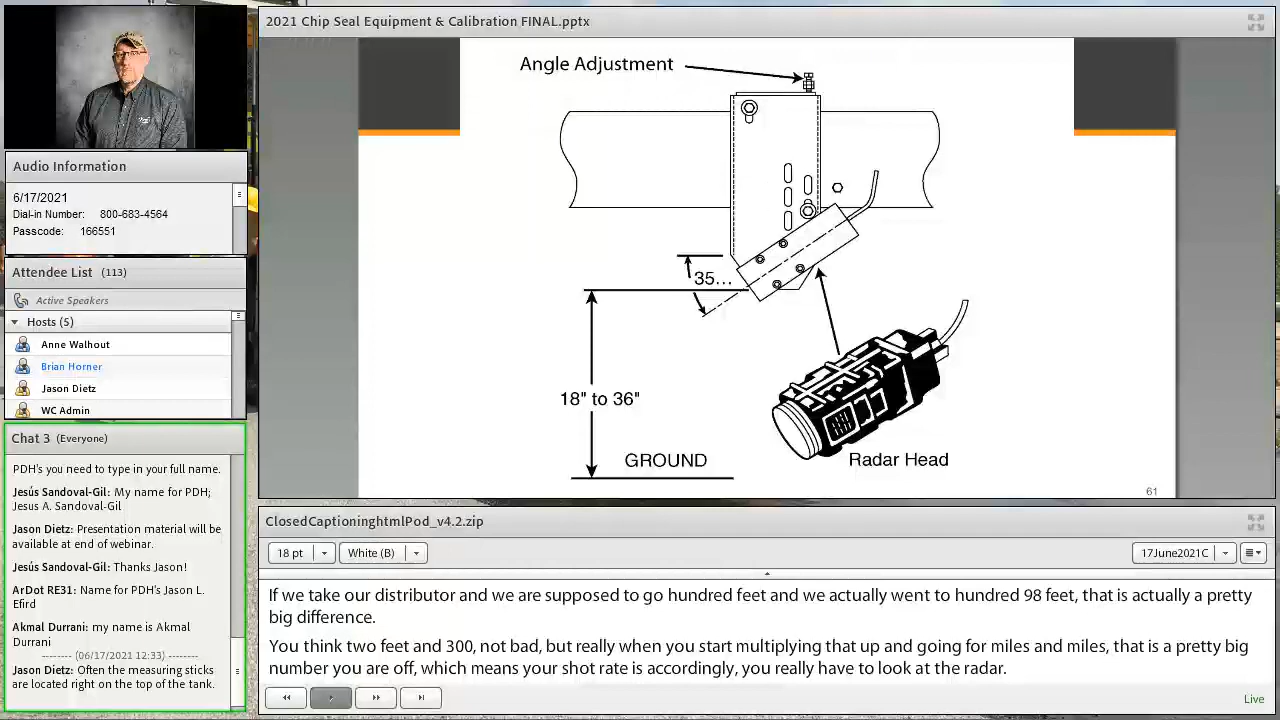 2021 Chip Seal Equipment & Calibration FINAL.pptx
Angle Adjustment
35...
18" to 36"
GROUND
Radar Head
61
Audio Information
6/17/2021
Dial-in Number: 800-683-4564
Passcode: 166551
Attendee List (113)
Active Speakers
Hosts (5)
Anne Walhout
Brian Horner
Jason Dietz
WC Admin
Chat 3 (Everyone)
PDH's you need to type in your full name.
Jesús Sandoval-Gil: My name for PDH;
Jesus A. Sandoval-Gil
Jason Dietz: Presentation material will be
available at end of webinar.
Jesús Sandoval-Gil: Thanks Jason!
ArDot RE31: Name for PDH's Jason L.
Efird
Akmal Durrani: my name is Akmal
Durrani
-------- (06/17/2021 12:33) --------
Jason Dietz: Often the measuring sticks
are located right on the top of the tank.
ClosedCaptioninghtmlPod_v4.2.zip
18 pt
White (B)
17June2021C
If we take our distributor and we are supposed to go hundred feet and we actually went to hundred 98 feet, that is actually a pretty
big difference.
You think two feet and 300, not bad, but really when you start multiplying that up and going for miles and miles, that is a pretty big
number you are off, which means your shot rate is accordingly, you really have to look at the radar.
Live